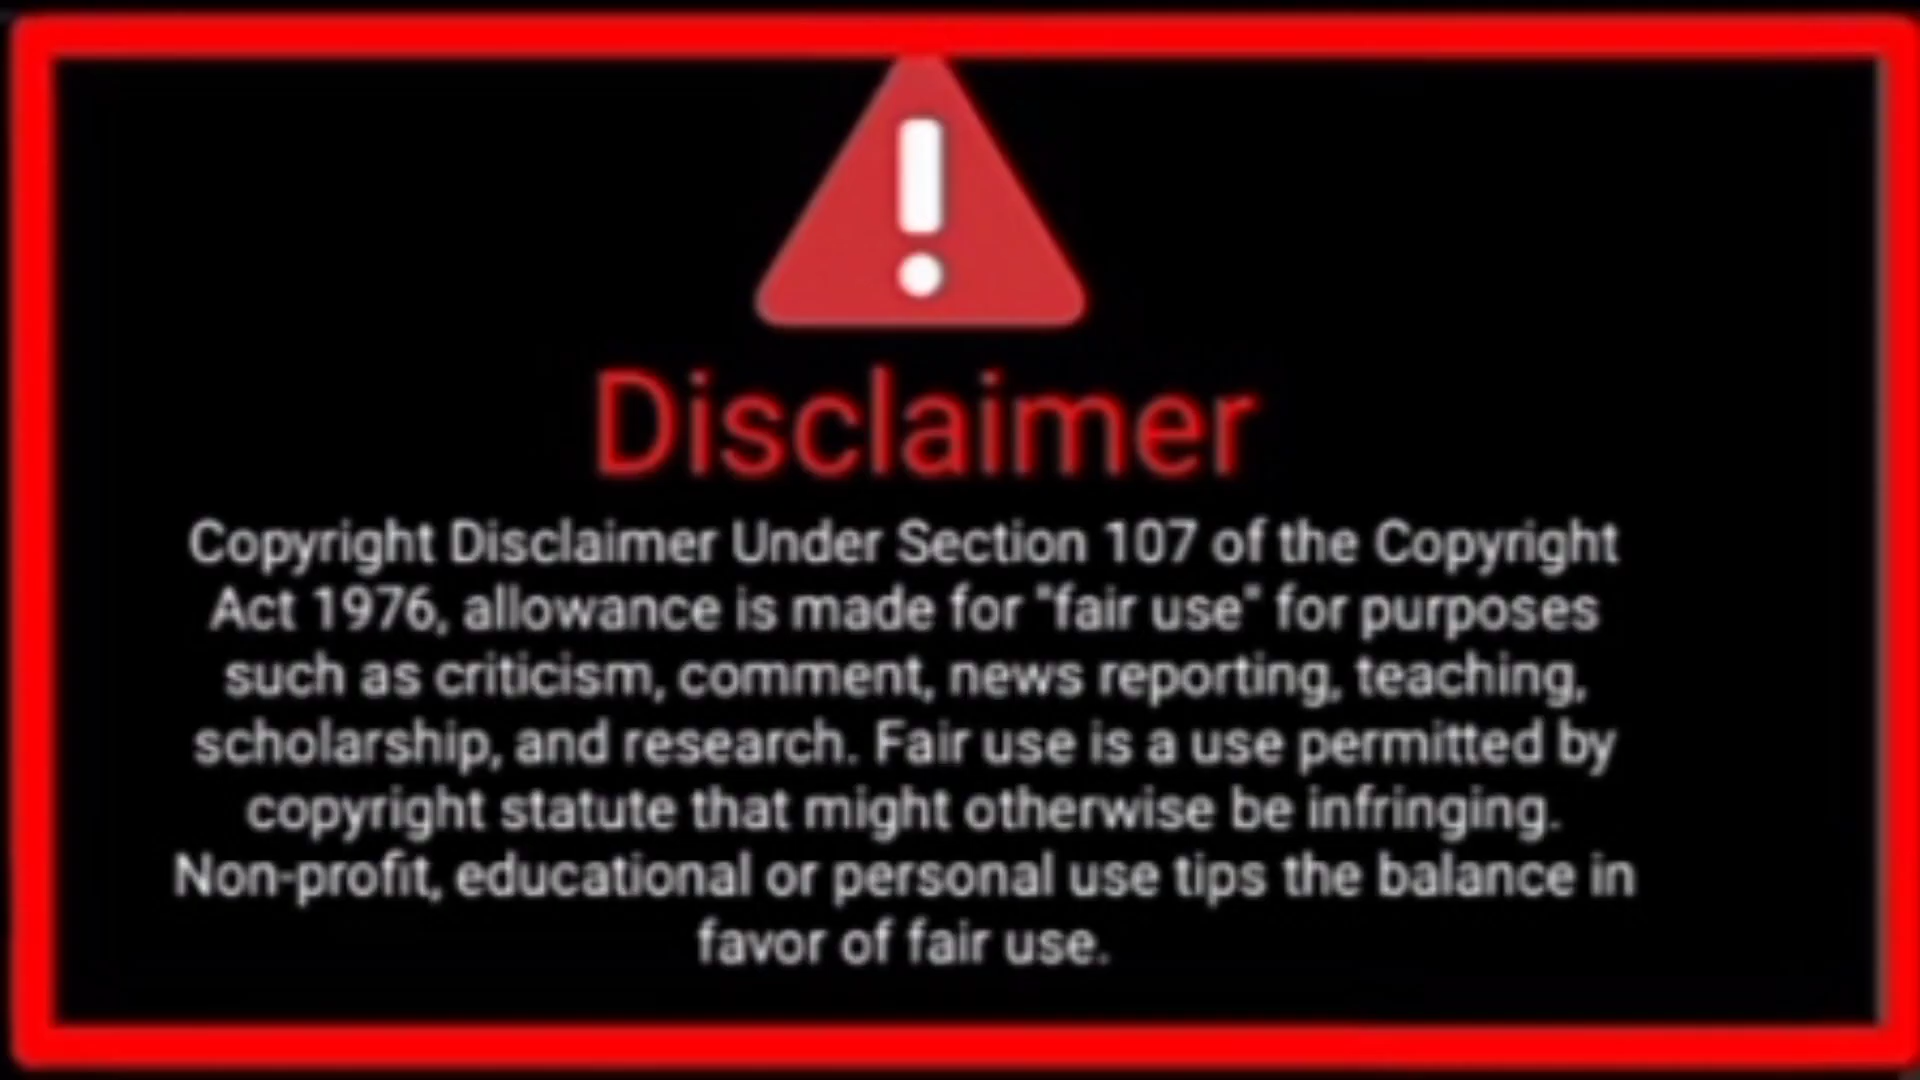 Disclaimer
Copyright Disclaimer Under Section 107 of the Copyright
Act 1976, allowance is made for "fair use" for purposes
such as criticism, comment, news reporting, teaching,
scholarship, and research. Fair use is a use permitted by
copyright statute that might otherwise be infringing.
Non-profit, educational or personal use tips the balance in
favor of fair use.